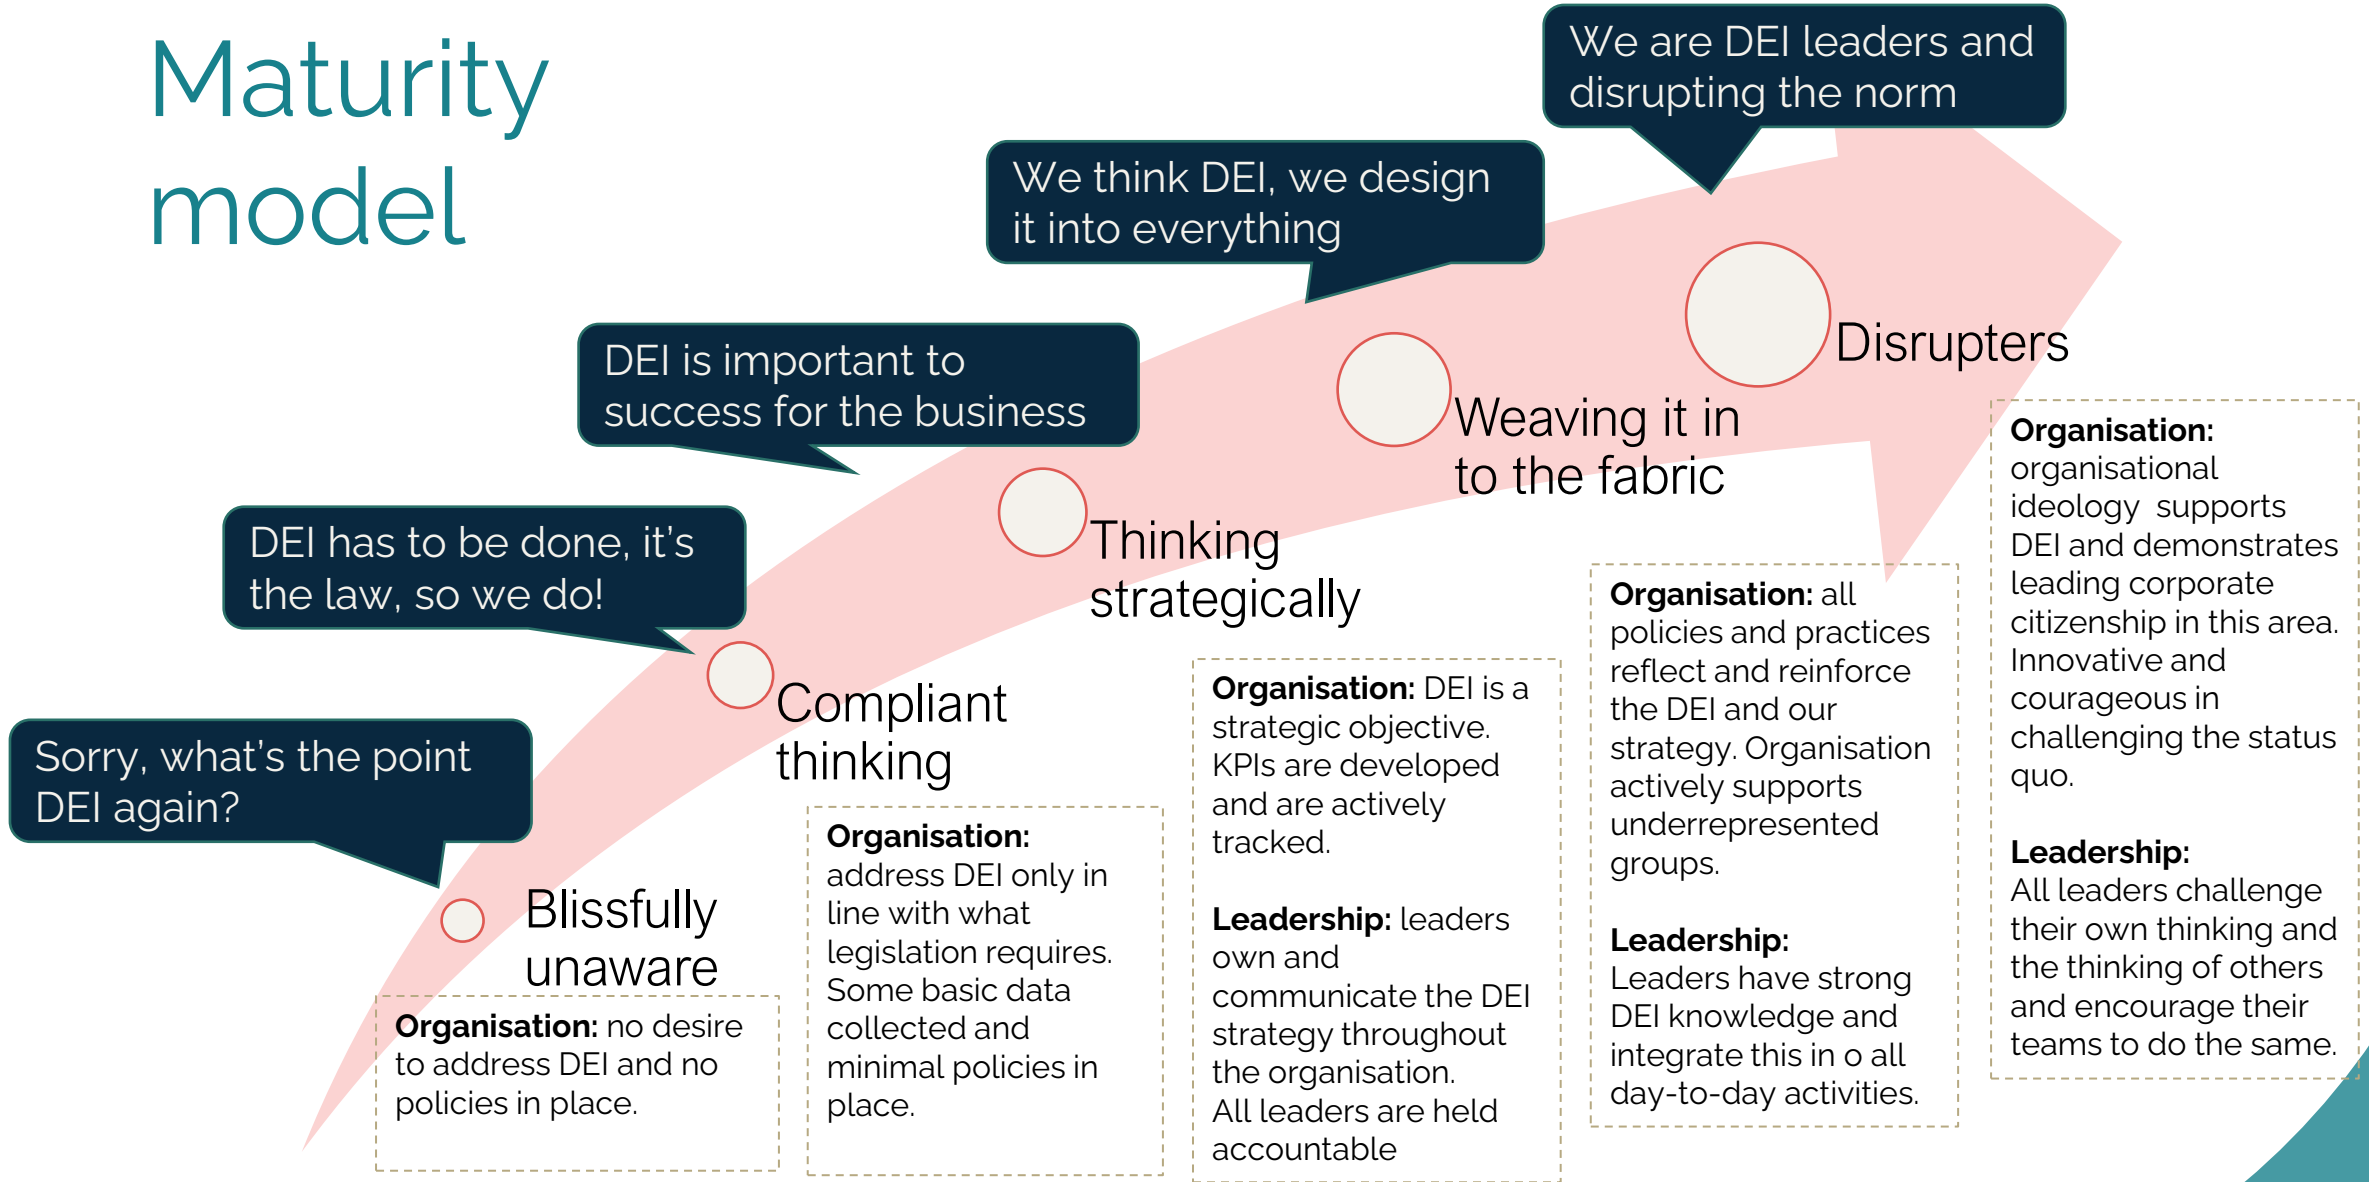 Maturity
model
Sorry, what's the point
DEI again?
Blissfully
unaware
Organisation: no desire
to address DEI and no
policies in place.
DEI has to be done, it's
the law, so we do!
Compliant
thinking
Organisation:
address DEI only in
line with what
legislation requires.
Some basic data
collected and
minimal policies in
place.
DEI is important to
success for the business
Thinking
strategically
Organisation: DEI is a
strategic objective.
KPIs are developed
and are actively
tracked.
Leadership: leaders
own and
communicate the DEI
strategy throughout
the organisation.
All leaders are held
accountable
We think DEI, we design
it into everything
Weaving it in
to the fabric
Organisation: all
policies and practices
reflect and reinforce
the DEI and our
strategy. Organisation
actively supports
underrepresented
groups.
Leadership:
Leaders have strong
DEI knowledge and
integrate this in o all
day-to-day activities.
We are DEI leaders and
disrupting the norm
Disrupters
Organisation:
organisational
ideology  supports
DEI and demonstrates
leading corporate
citizenship in this area.
Innovative and
courageous in
challenging the status
quo.
Leadership:
All leaders challenge
their own thinking and
the thinking of others
and encourage their
teams to do the same.